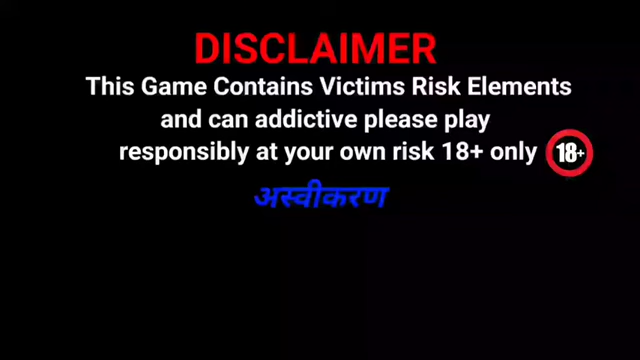 DISCLAIMER
This Game Contains Victims Risk Elements
and can addictive please play
responsibly at your own risk 18+ only 18+
अस्वीकरण